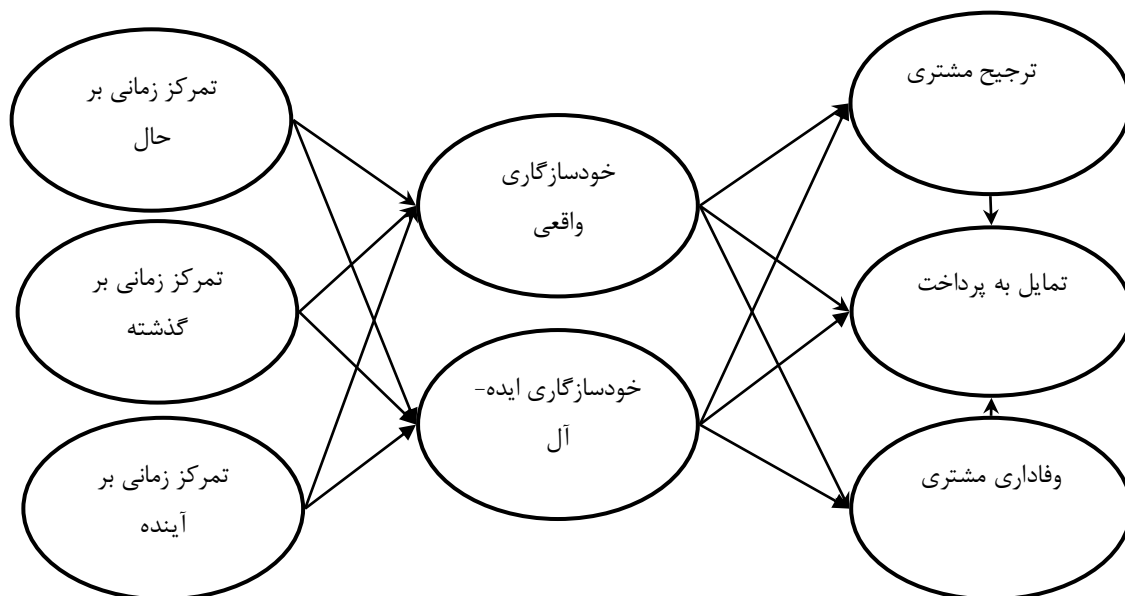 تمرکز زمانی بر
حال
تمرکز زمانی بر
گذشته
تمرکز زمانی بر
آینده
خودسازگاری
واقعی
خودسازگاری ایده-
آل
ترجیح مشتری
تمایل به پرداخت
وفاداری مشتری